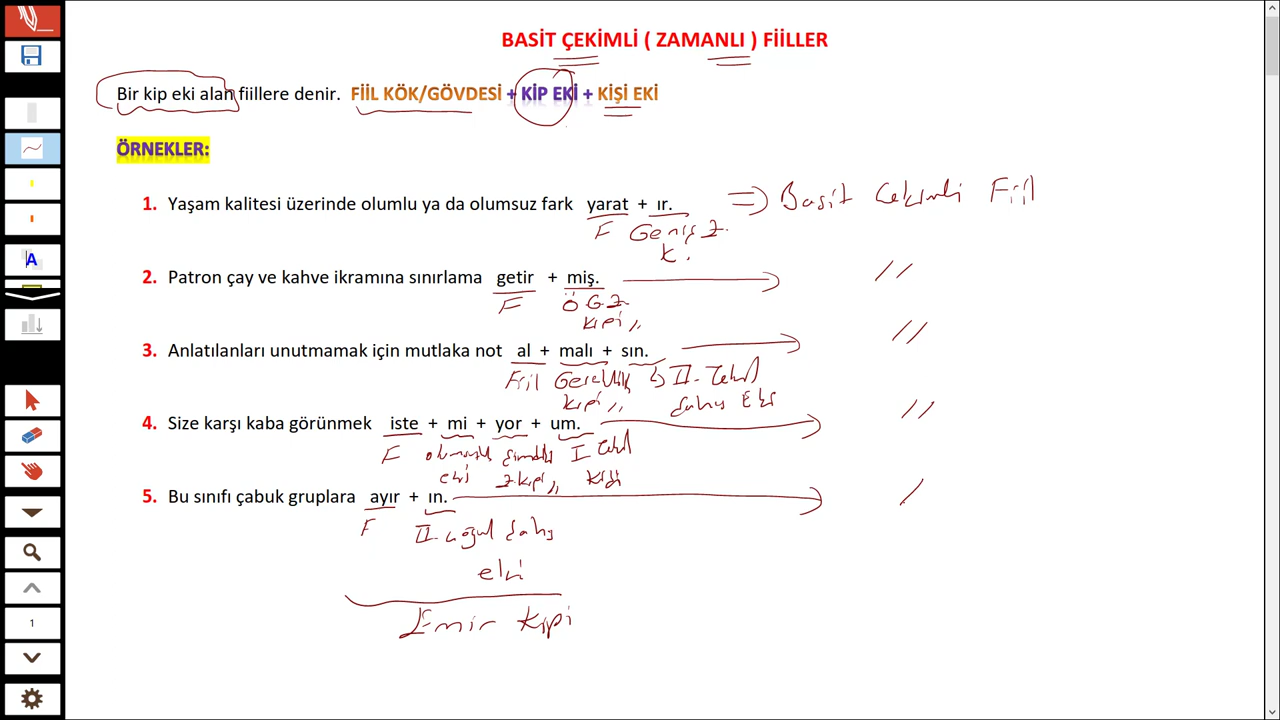 BASİT ÇEKİMLİ ( ZAMANLI ) FİİLLER
Bir kip eki alan fiillere denir. FİİL KÖK/GÖVDESİ + KİP EKİ + KİŞİ EKİ
ÖRNEKLER:
1. Yaşam kalitesi üzerinde olumlu ya da olumsuz fark yarat + ır. => Basit Çekimli Fiil
F Geniş Z.
K.
2. Patron çay ve kahve ikramına sınırlama getir + miş. //
F Ö G Z.
kipi //
3. Anlatılanları unutmamak için mutlaka not al + malı + sın. //
Fiil Gereklilik II. Tekil
kipi // şahıs Eki
4. Size karşı kaba görünmek iste + mi + yor + um. //
F olumsuzluk şimdiki I Tekil
eki z kipi // kişi
5. Bu sınıfı çabuk gruplara ayır + ın. /
F II. çoğul şahıs
eki
Emir Kipi
A
1